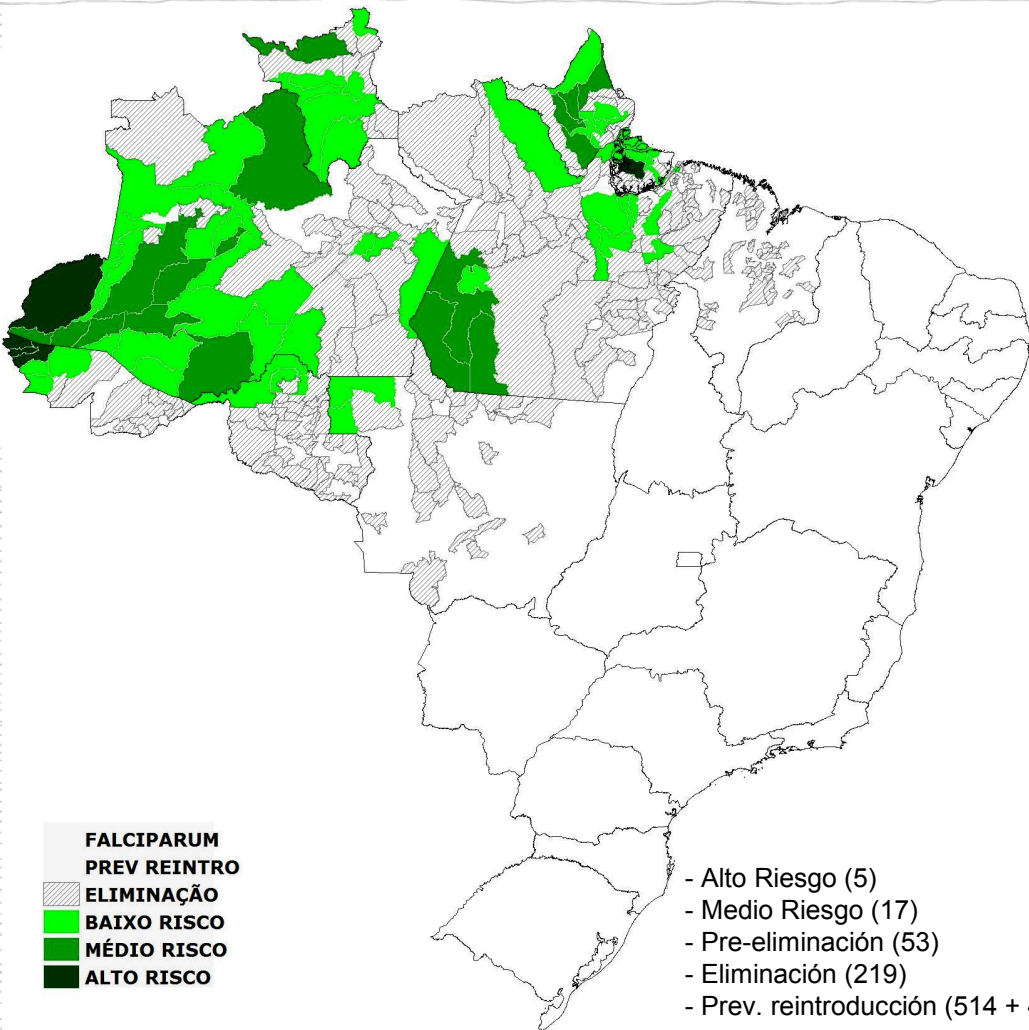 FALCIPARUM
PREV REINTRO
ELIMINAÇÃO
BAIXO RISCO
MÉDIO RISCO
ALTO RISCO
- Alto Riesgo (5)
- Medio Riesgo (17)
- Pre-eliminación (53)
- Eliminación (219)
- Prev. reintroducción (514 +